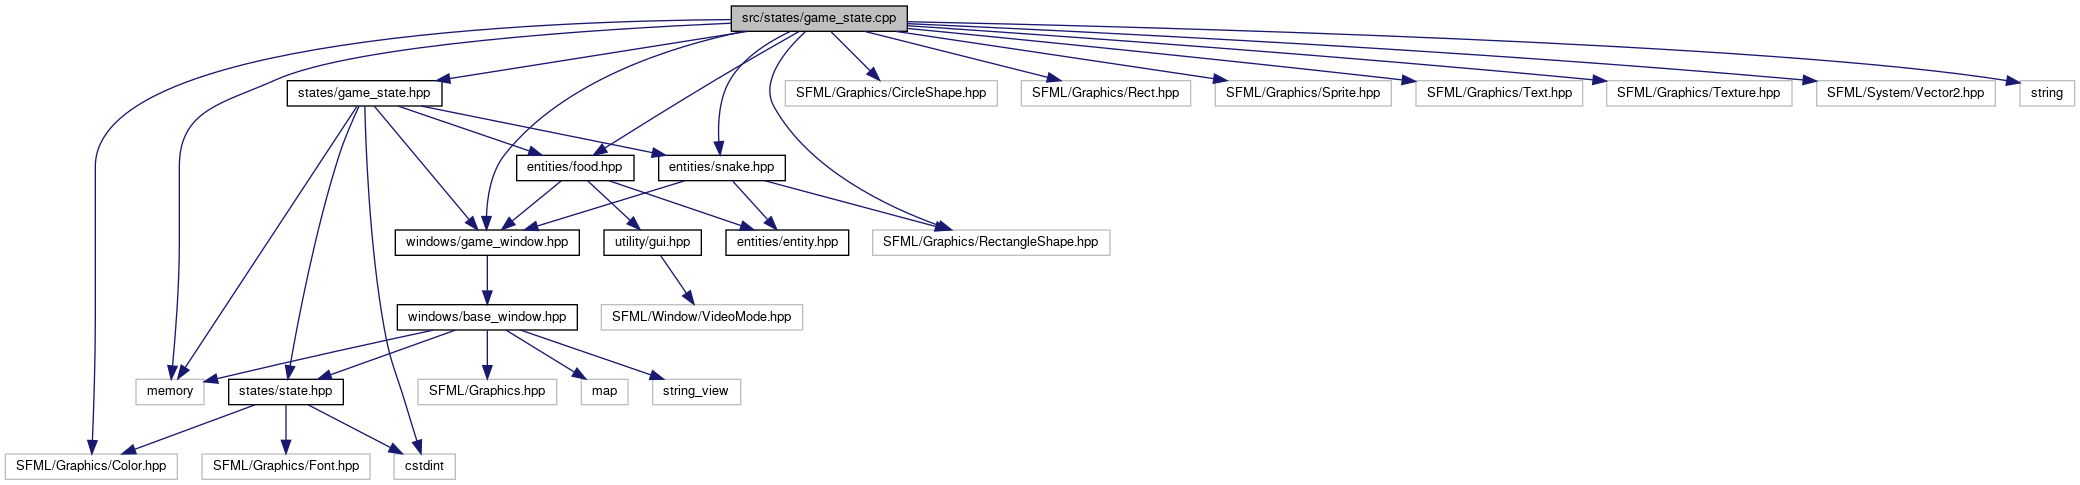 src/states/game_state.cpp
states/game_state.hpp
SFML/Graphics/CircleShape.hpp
SFML/Graphics/Rect.hpp
SFML/Graphics/Sprite.hpp
SFML/Graphics/Text.hpp
SFML/Graphics/Texture.hpp
SFML/System/Vector2.hpp
string
entities/food.hpp
entities/snake.hpp
windows/game_window.hpp
utility/gui.hpp
entities/entity.hpp
SFML/Graphics/RectangleShape.hpp
windows/base_window.hpp
SFML/Window/VideoMode.hpp
memory
states/state.hpp
SFML/Graphics.hpp
map
string_view
SFML/Graphics/Color.hpp
SFML/Graphics/Font.hpp
cstdint